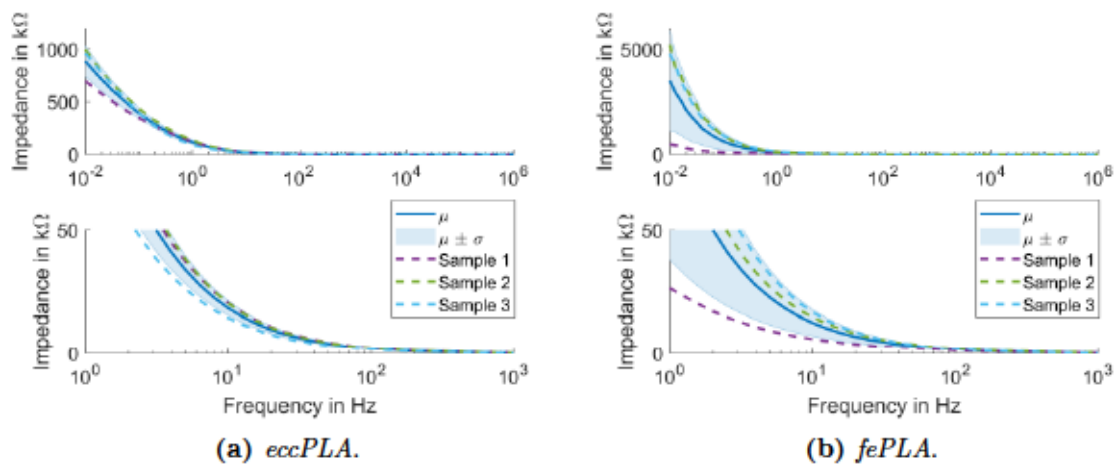 Impedance in kΩ
1000
500
0
10^-2
10^0
10^2
10^4
10^6
Impedance in kΩ
50
0
10^0
10^1
10^2
10^3
μ
μ ± σ
Sample 1
Sample 2
Sample 3
Frequency in Hz
(a) eccPLA.
Impedance in kΩ
5000
0
10^-2
10^0
10^2
10^4
10^6
Impedance in kΩ
50
0
10^0
10^1
10^2
10^3
μ
μ ± σ
Sample 1
Sample 2
Sample 3
Frequency in Hz
(b) fePLA.